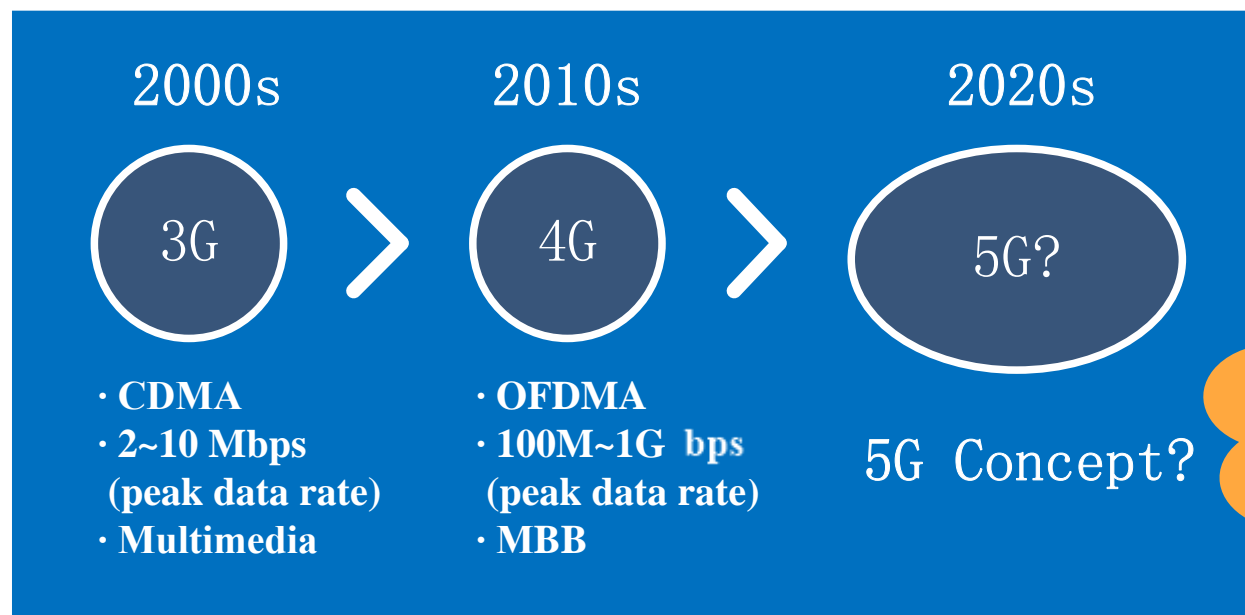 2000s
2010s
2020s
3G
4G
5G?
· CDMA
· 2~10 Mbps
(peak data rate)
· Multimedia
· OFDMA
· 100M~1G bps
(peak data rate)
· MBB
5G Concept?